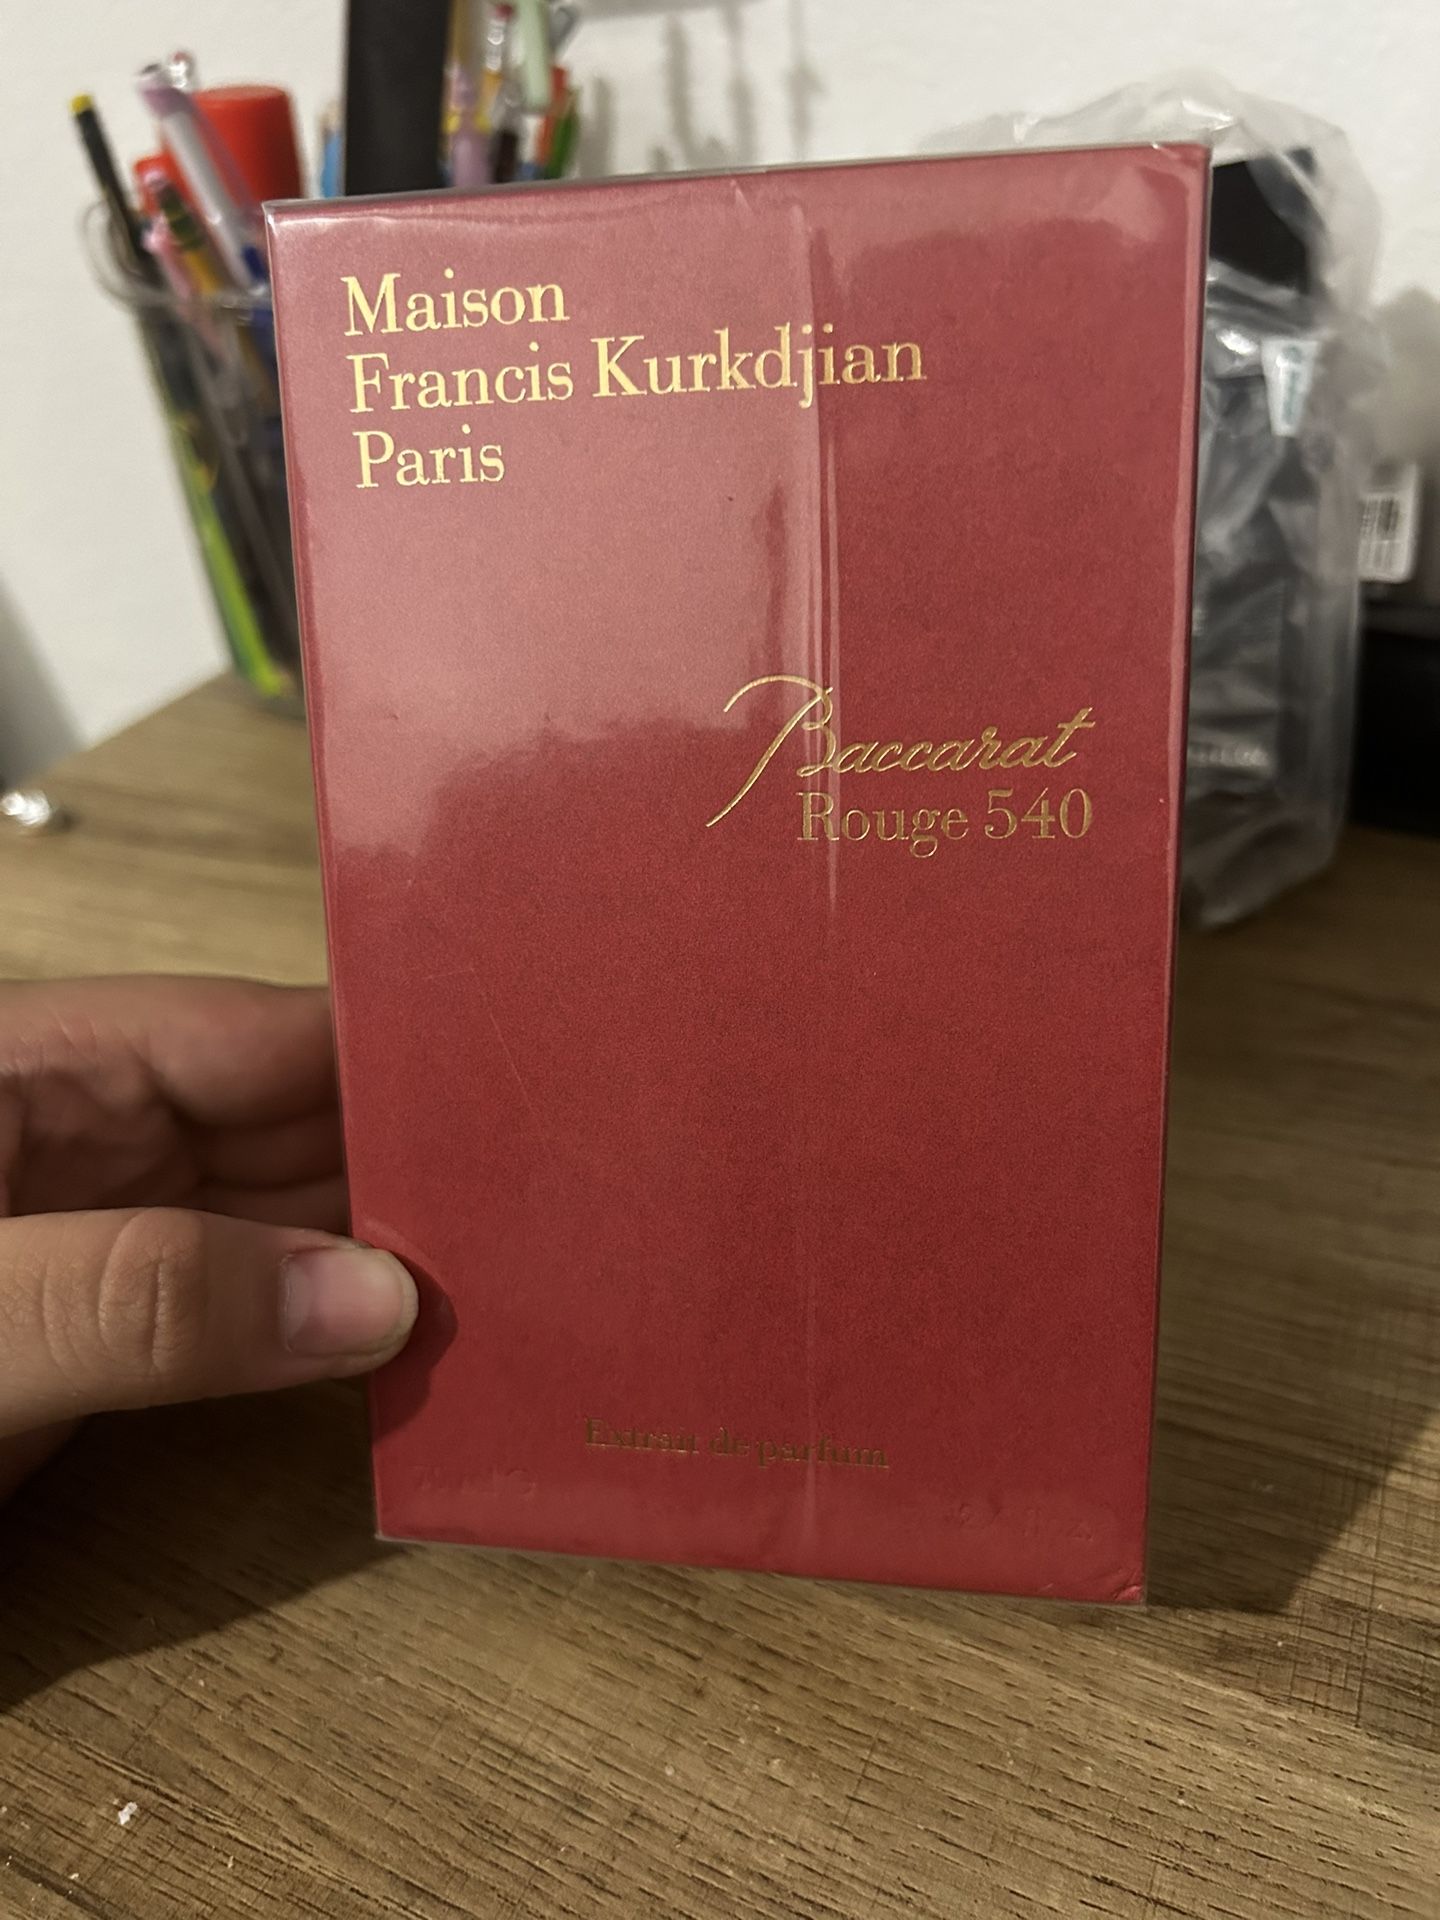 Maison
Francis Kurkdjian
Paris
Baccarat
Rouge 540
Extrait de parfum